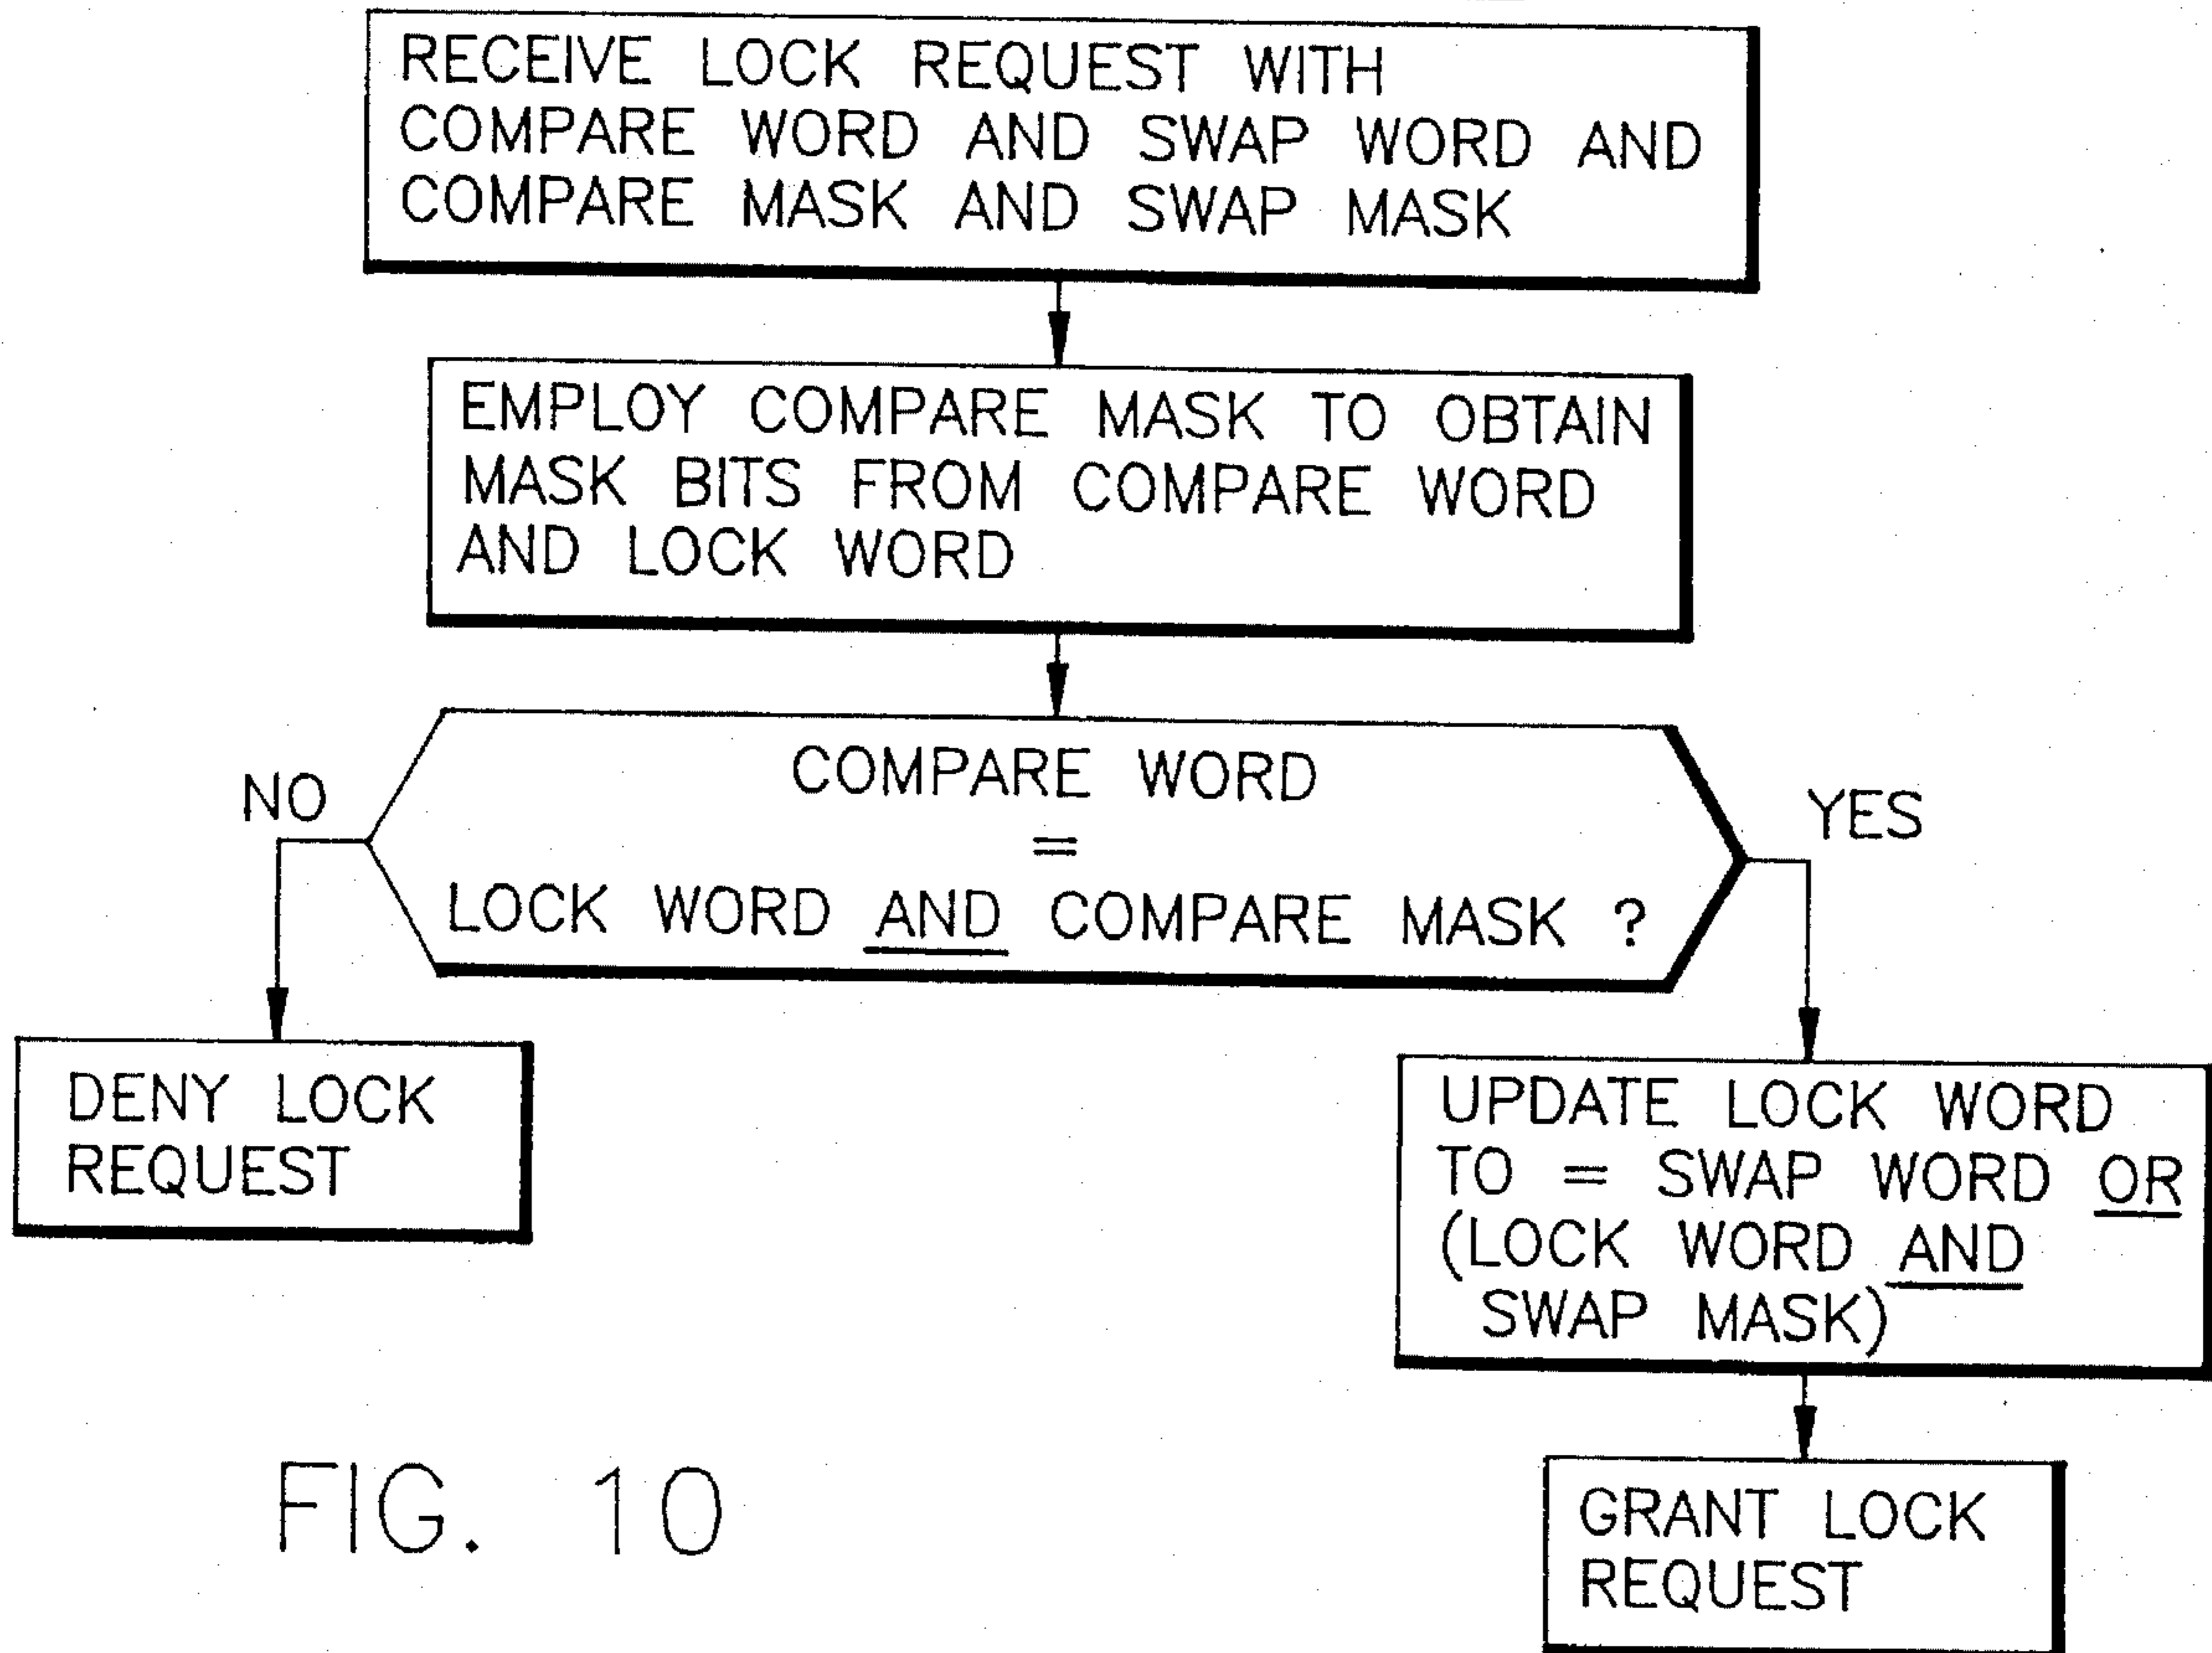 RECEIVE LOCK REQUEST WITH
COMPARE WORD AND SWAP WORD AND
COMPARE MASK AND SWAP MASK
EMPLOY COMPARE MASK TO OBTAIN
MASK BITS FROM COMPARE WORD
AND LOCK WORD
COMPARE WORD
=
LOCK WORD AND COMPARE MASK ?
NO
YES
DENY LOCK
REQUEST
UPDATE LOCK WORD
TO = SWAP WORD OR
(LOCK WORD AND
SWAP MASK)
GRANT LOCK
REQUEST
FIG. 10